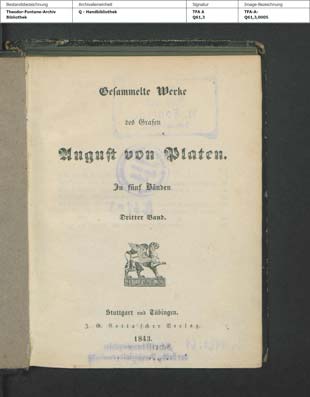 Bestandsbezeichnung Archivalieneinheit Signatur Image-Bezeichnung
Theodor-Fontane-Archiv Q - Handbibliothek TFA A TFA-A:
Bibliothek Q61,3 Q61,3,0005
Gesammelte Werke
des Grafen
August von Platen.
In fünf Bänden
Dritter Band.
Stuttgart und Tübingen.
J. G. Cotta'scher Verlag.
1843.